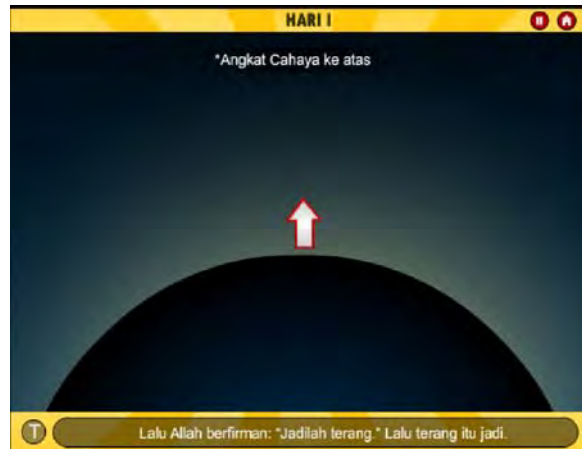 HARI I
*Angkat Cahaya ke atas
T
Lalu Allah berfirman: "Jadilah terang." Lalu terang itu jadi.